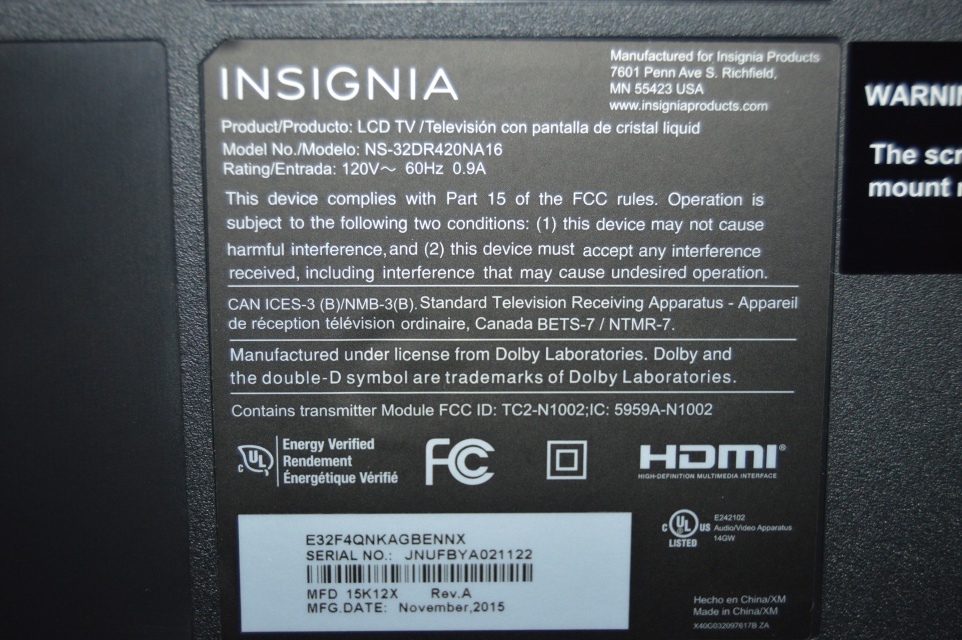 INSIGNIA
Manufactured for Insignia Products
7601 Penn Ave S. Richfield,
MN 55423 USA
www.insigniaproducts.com
Product/Producto: LCD TV /Televisión con pantalla de cristal liquid
Model No./Modelo: NS-32DR420NA16
Rating/Entrada: 120V～ 60Hz 0.9A
This device complies with Part 15 of the FCC rules. Operation is
subject to the following two conditions: (1) this device may not cause
harmful interference, and (2) this device must accept any interference
received, including interference that may cause undesired operation.
CAN ICES-3 (B)/NMB-3(B). Standard Television Receiving Apparatus - Appareil
de réception télévision ordinaire, Canada BETS-7 / NTMR-7.
Manufactured under license from Dolby Laboratories. Dolby and
the double-D symbol are trademarks of Dolby Laboratories.
Contains transmitter Module FCC ID: TC2-N1002;IC: 5959A-N1002
c UL
Energy Verified
Rendement
Énergétique Vérifié
FC
HDMI®
HIGH-DEFINITION MULTIMEDIA INTERFACE
c UL US
LISTED
E242102
Audio/Video Apparatus
14GW
E32F4QNKAGBENNX
SERIAL NO.: JNUFBYA021122
MFD 15K12X Rev.A
MFG.DATE: November,2015
Hecho en China/XM
Made in China/XM
X40G032097617B ZA
WARNIN
The scr
mount